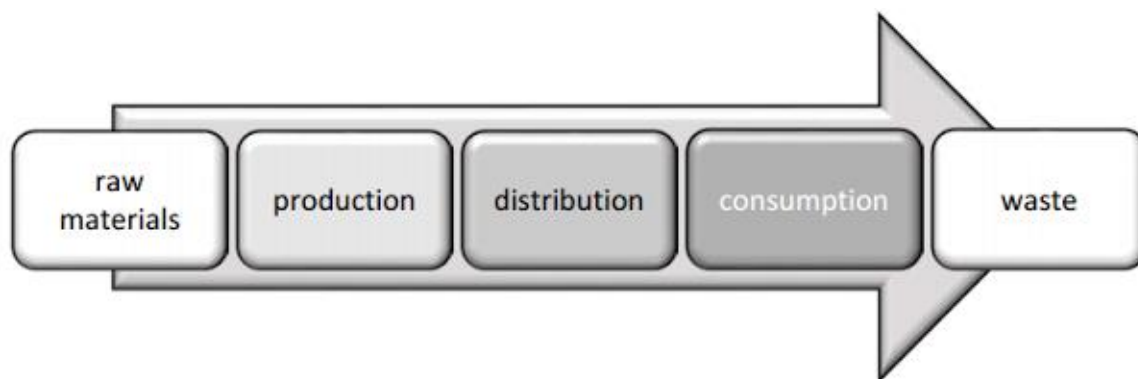 raw
materials
production
distribution
consumption
waste